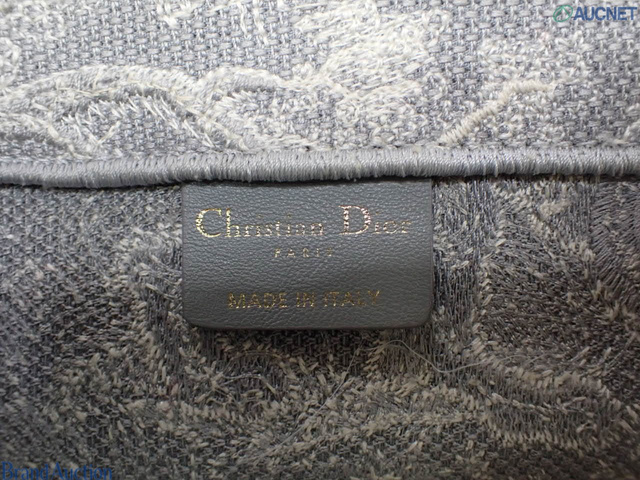 AUCNET
Christian Dior
PARIS
MADE IN ITALY
Brand Auction